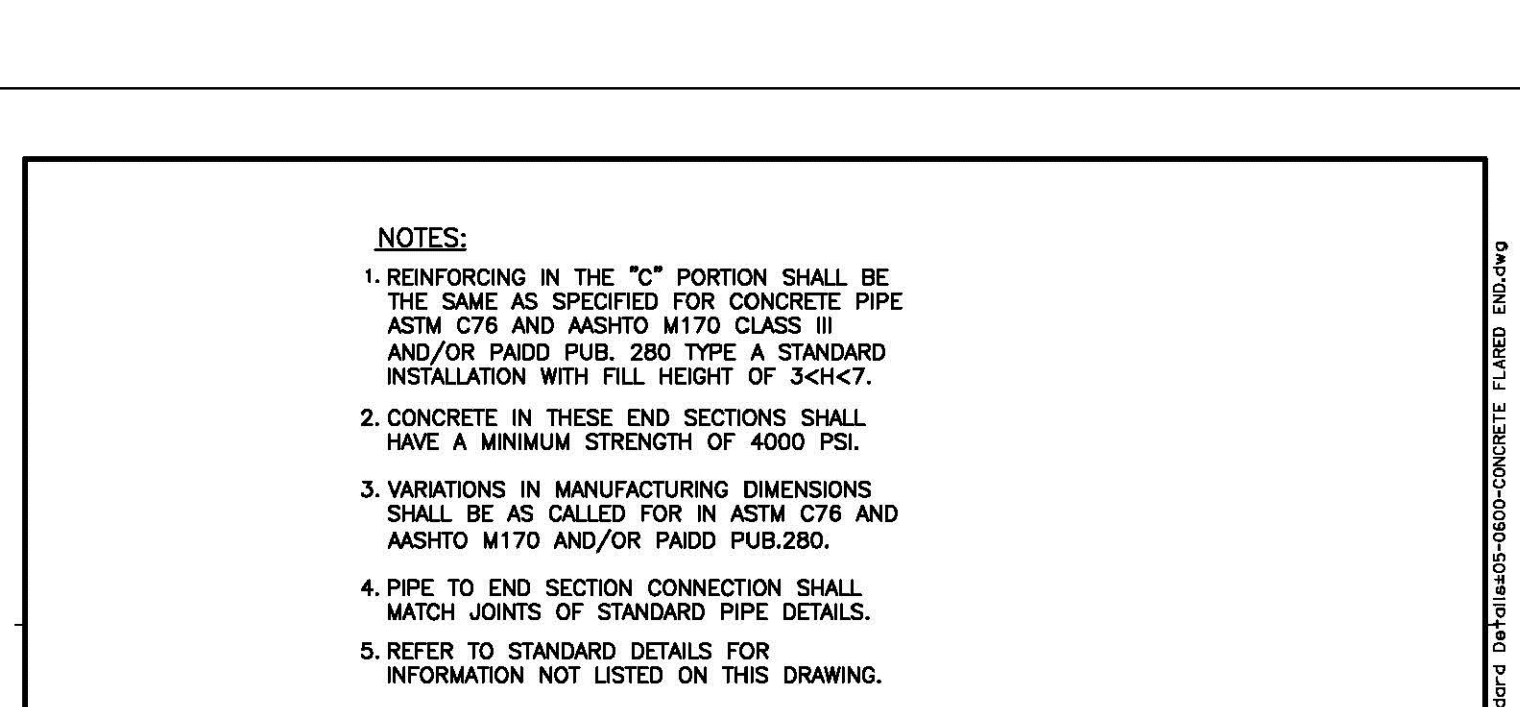 NOTES:
1. REINFORCING IN THE "C" PORTION SHALL BE
THE SAME AS SPECIFIED FOR CONCRETE PIPE
ASTM C76 AND AASHTO M170 CLASS III
AND/OR PAIDD PUB. 280 TYPE A STANDARD
INSTALLATION WITH FILL HEIGHT OF 3<H<7.
2. CONCRETE IN THESE END SECTIONS SHALL
HAVE A MINIMUM STRENGTH OF 4000 PSI.
3. VARIATIONS IN MANUFACTURING DIMENSIONS
SHALL BE AS CALLED FOR IN ASTM C76 AND
AASHTO M170 AND/OR PAIDD PUB.280.
4. PIPE TO END SECTION CONNECTION SHALL
MATCH JOINTS OF STANDARD PIPE DETAILS.
5. REFER TO STANDARD DETAILS FOR
INFORMATION NOT LISTED ON THIS DRAWING.
dard Details±05-0600-CONCRETE FLARED END.dwg